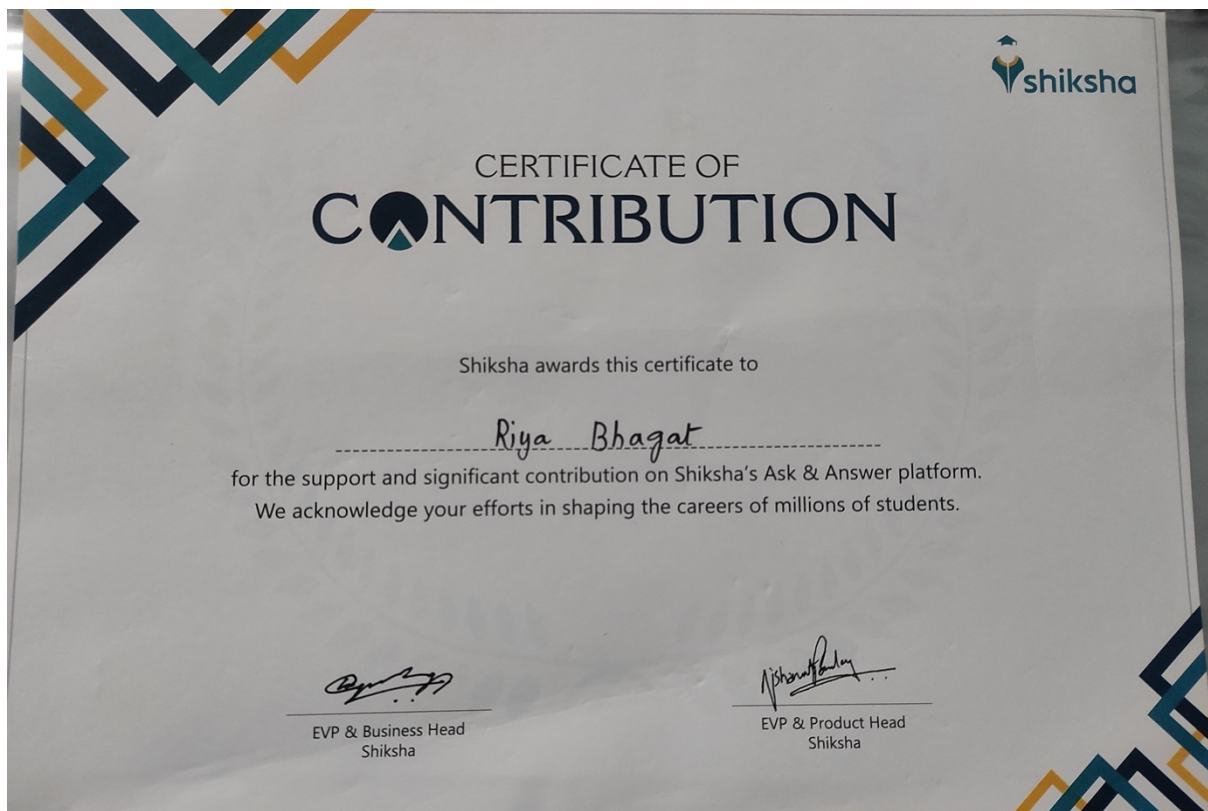 shiksha
CERTIFICATE OF
CONTRIBUTION
Shiksha awards this certificate to
Riya Bhagat
for the support and significant contribution on Shiksha's Ask & Answer platform.
We acknowledge your efforts in shaping the careers of millions of students.
EVP & Business Head
Shiksha
EVP & Product Head
Shiksha